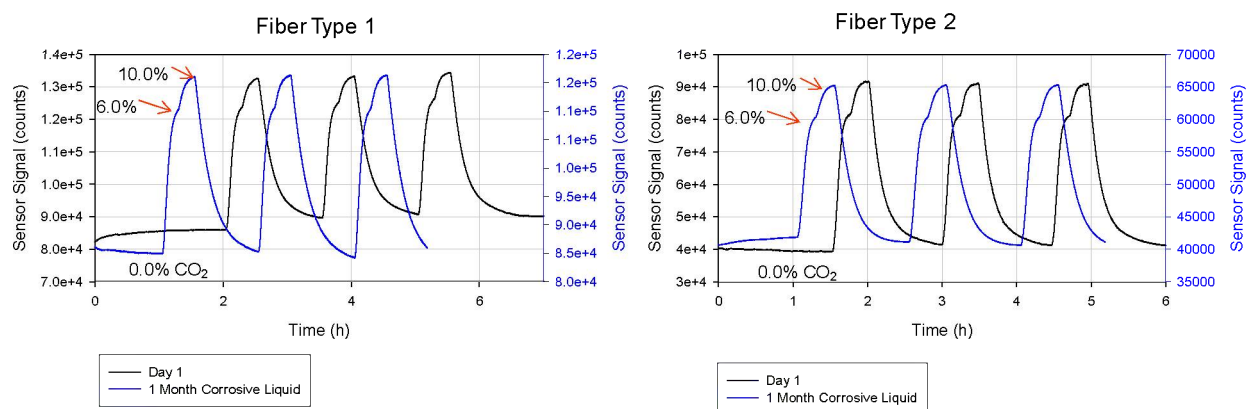 Fiber Type 1
Sensor Signal (counts)
1.4e+5
1.3e+5
1.2e+5
1.1e+5
1.0e+5
9.0e+4
8.0e+4
7.0e+4
10.0%
6.0%
0.0% CO₂
1.2e+5
1.2e+5
1.1e+5
1.1e+5
1.0e+5
9.5e+4
9.0e+4
8.5e+4
8.0e+4
Sensor Signal (counts)
0 2 4 6
Time (h)
Day 1
1 Month Corrosive Liquid
Fiber Type 2
Sensor Signal (counts)
1e+5
9e+4
8e+4
7e+4
6e+4
5e+4
4e+4
3e+4
10.0%
6.0%
0.0% CO₂
70000
65000
60000
55000
50000
45000
40000
35000
Sensor Signal (counts)
0 1 2 3 4 5 6
Time (h)
Day 1
1 Month Corrosive Liquid